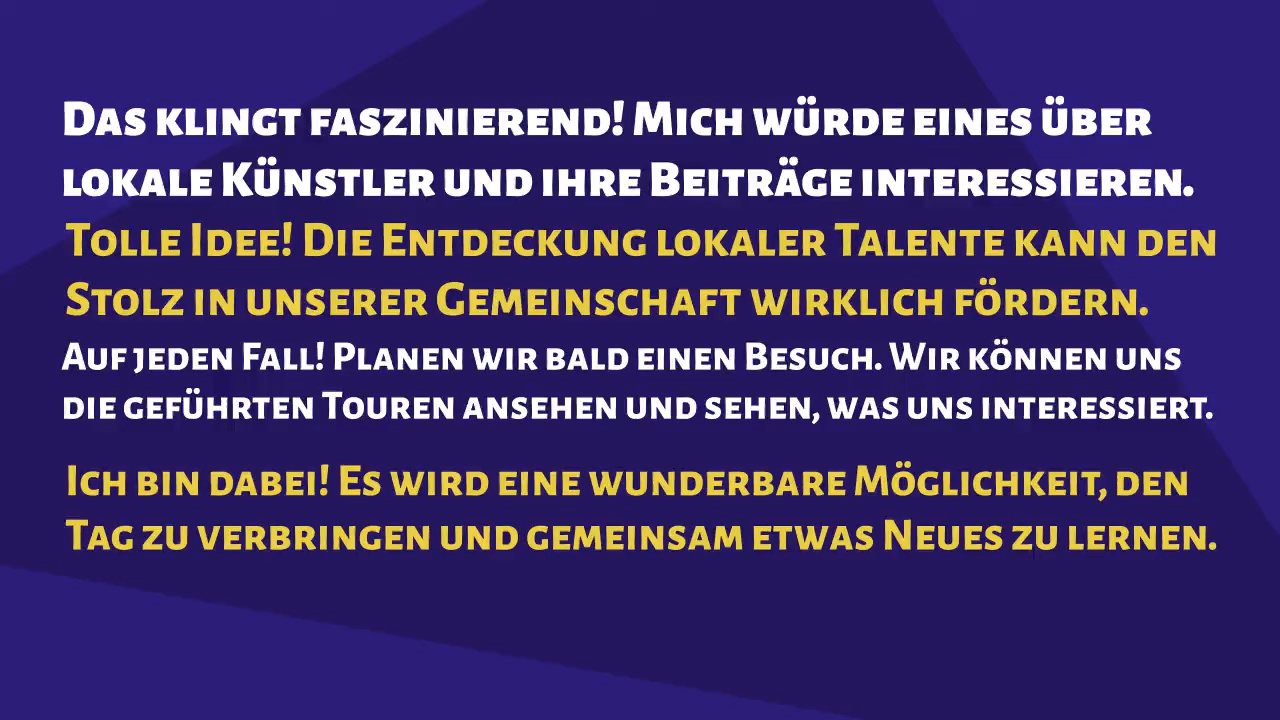 Das klingt faszinierend! Mich würde eines über
lokale Künstler und ihre Beiträge interessieren.
Tolle Idee! Die Entdeckung lokaler Talente kann den
Stolz in unserer Gemeinschaft wirklich fördern.
Auf jeden Fall! Planen wir bald einen Besuch. Wir können uns
die geführten Touren ansehen und sehen, was uns interessiert.
Ich bin dabei! Es wird eine wunderbare Möglichkeit, den
Tag zu verbringen und gemeinsam etwas Neues zu lernen.